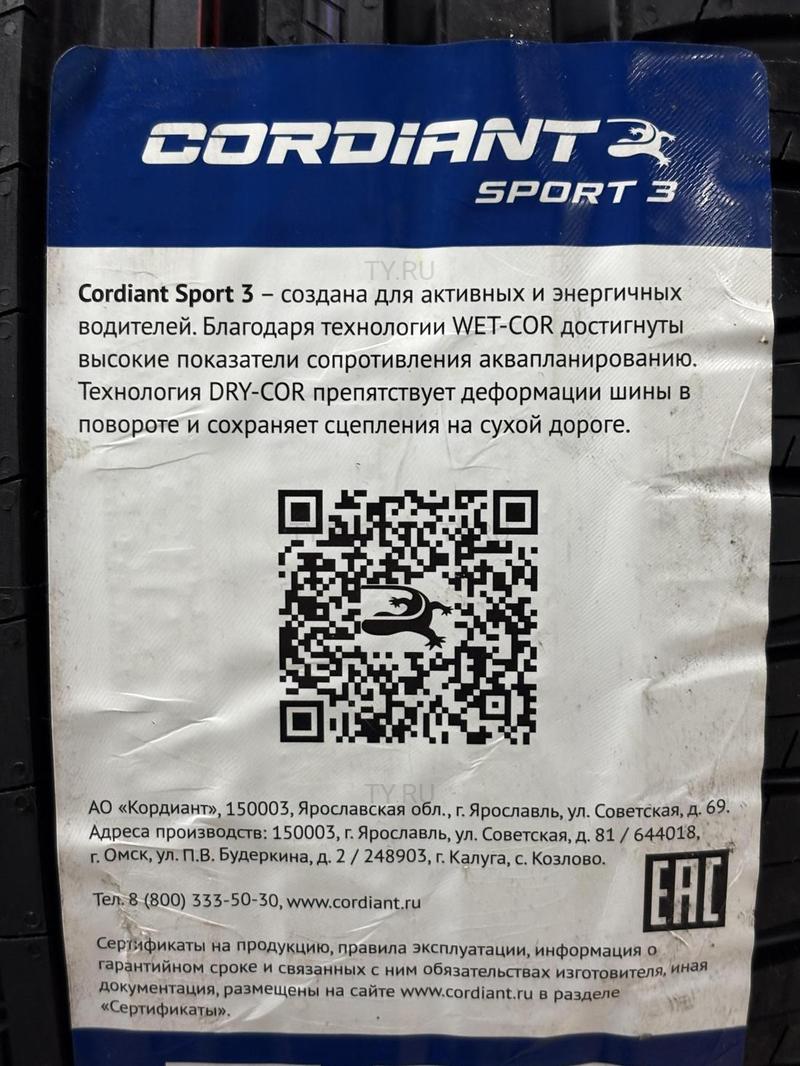 CORDIANT
SPORT 3
TY.RU
Cordiant Sport 3 – создана для активных и энергичных
водителей. Благодаря технологии WET-COR достигнуты
высокие показатели сопротивления аквапланированию.
Технология DRY-COR препятствует деформации шины в
повороте и сохраняет сцепления на сухой дороге.
TY.RU
АО «Кордиант», 150003, Ярославская обл., г. Ярославль, ул. Советская, д. 69.
Адреса производств: 150003, г. Ярославль, ул. Советская, д. 81 / 644018,
г. Омск, ул. П.В. Будеркина, д. 2 / 248903, г. Калуга, с. Козлово.
EAC
Тел. 8 (800) 333-50-30, www.cordiant.ru
Сертификаты на продукцию, правила эксплуатации, информация о
гарантийном сроке и связанных с ним обязательствах изготовителя, иная
документация, размещены на сайте www.cordiant.ru в разделе
«Сертификаты».